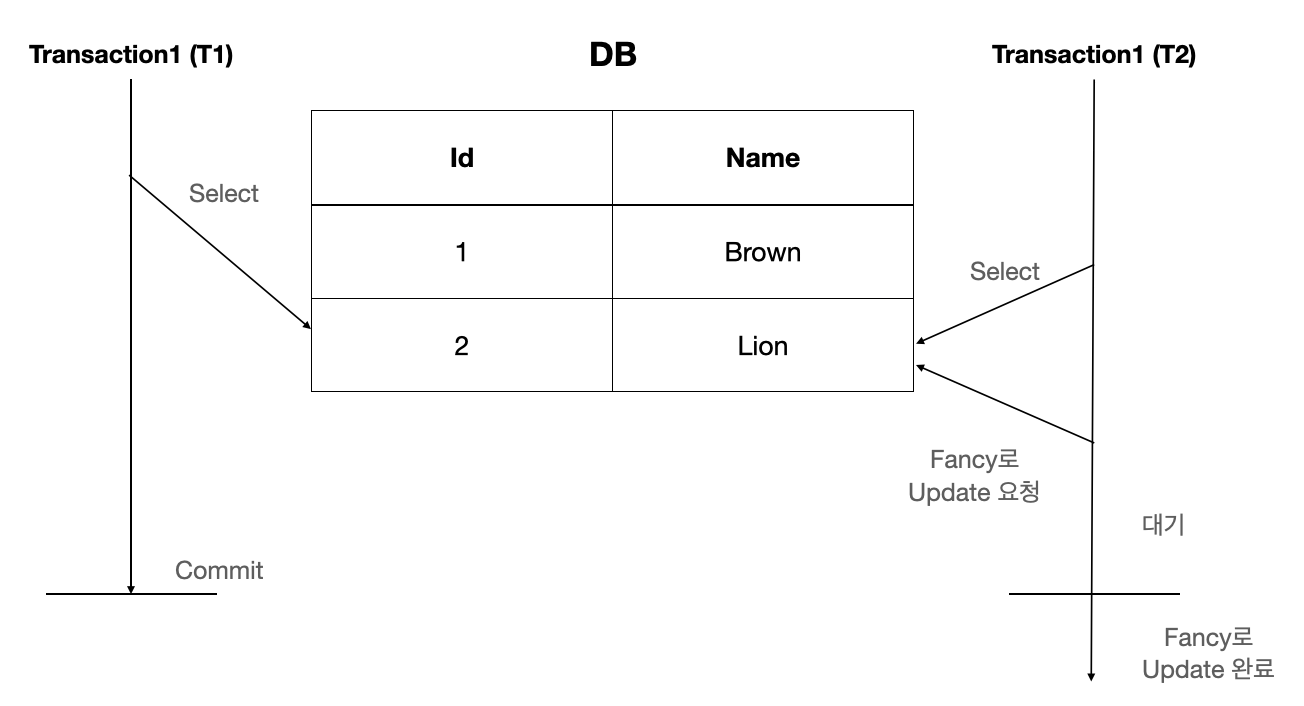 Transaction1 (T1)
DB
Transaction1 (T2)
Id
Name
Select
1
Brown
Select
2
Lion
Fancy로
Update 요청
대기
Commit
Fancy로
Update 완료